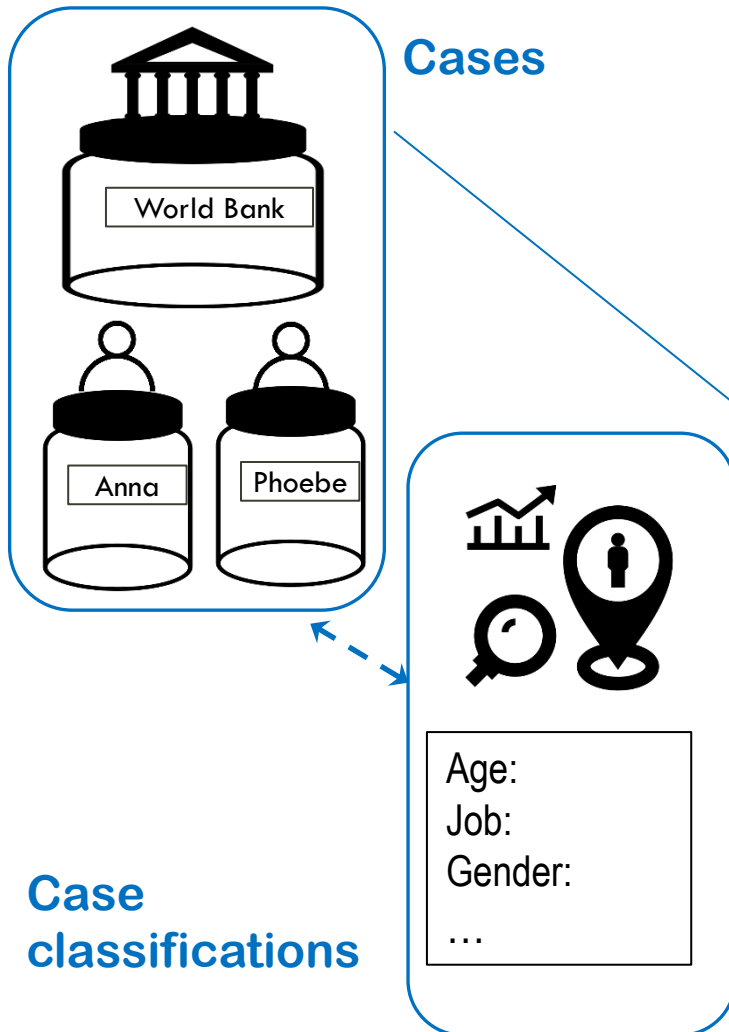 Cases
World Bank
Anna
Phoebe
Age:
Job:
Gender:
…
Case
classifications